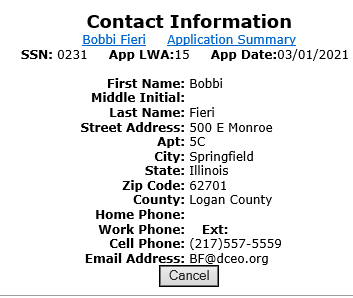 Contact Information
Bobbi Fieri Application Summary
SSN: 0231 App LWA:15 App Date:03/01/2021
First Name: Bobbi
Middle Initial:
Last Name: Fieri
Street Address: 500 E Monroe
Apt: 5C
City: Springfield
State: Illinois
Zip Code: 62701
County: Logan County
Home Phone:
Work Phone: Ext:
Cell Phone: (217)557-5559
Email Address: BF@dceo.org
Cancel